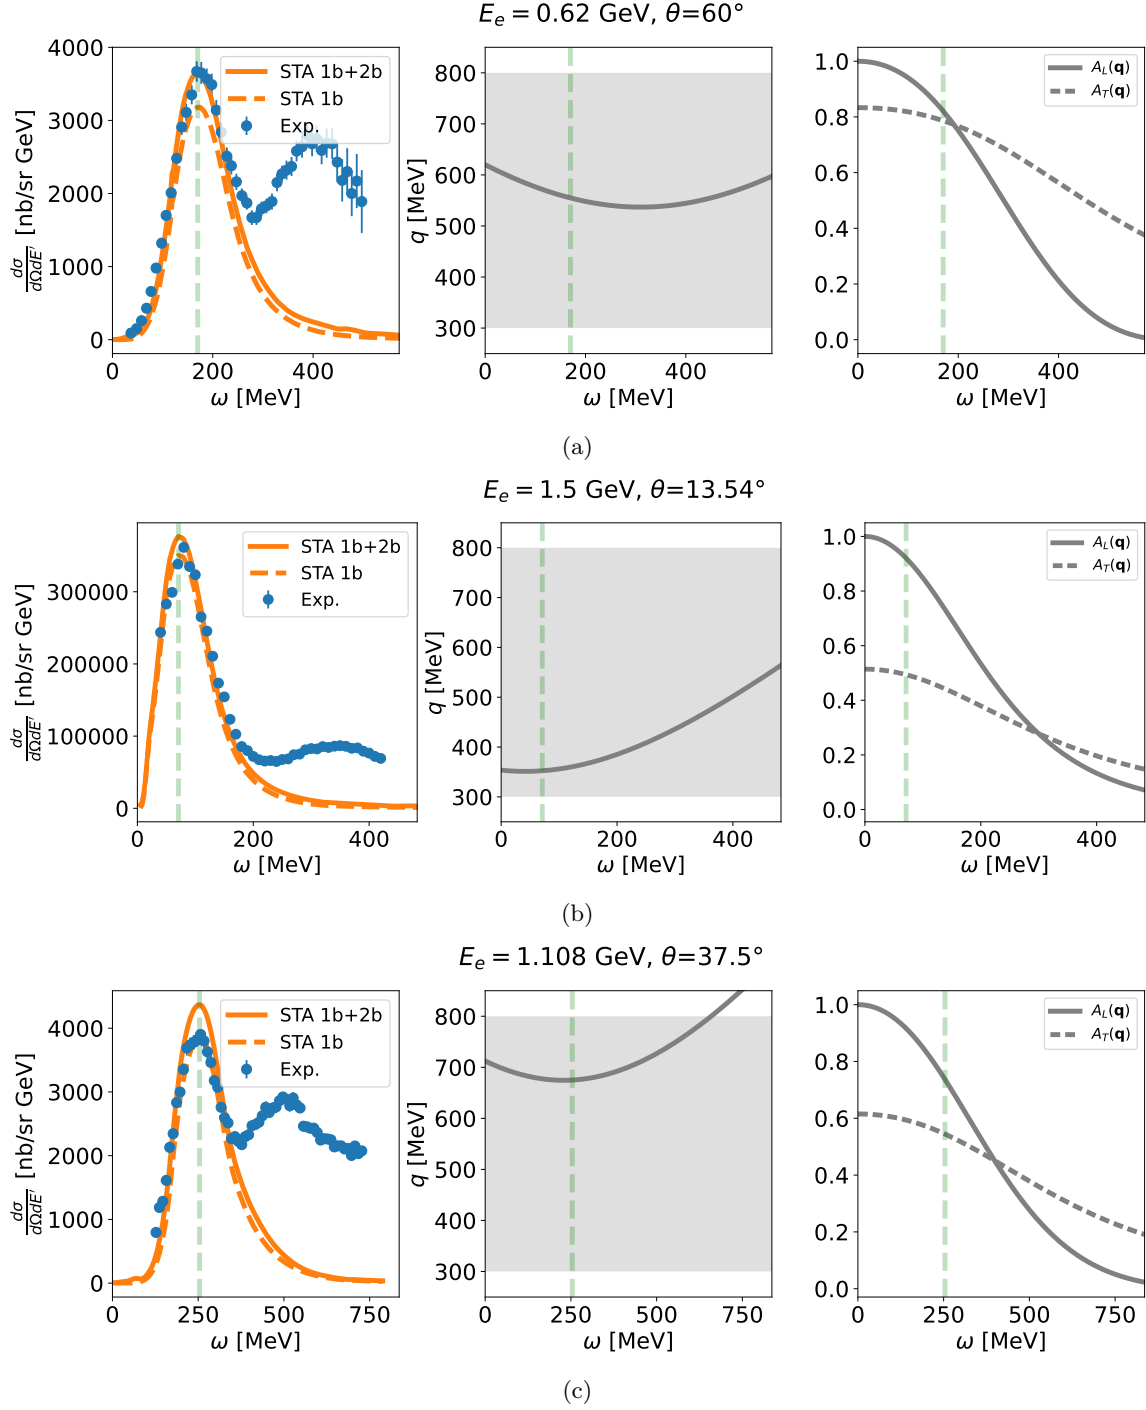 E_e = 0.62 GeV, θ=60°
dσ/dΩdE′ [nb/sr GeV]
4000
3000
2000
1000
0
STA 1b+2b
STA 1b
Exp.
0 200 400
ω [MeV]
q [MeV]
800
700
600
500
400
300
0 200 400
ω [MeV]
1.0
0.8
0.6
0.4
0.2
0.0
A_L(q)
A_T(q)
0 200 400
ω [MeV]
(a)
E_e = 1.5 GeV, θ=13.54°
dσ/dΩdE′ [nb/sr GeV]
300000
200000
100000
0
STA 1b+2b
STA 1b
Exp.
0 200 400
ω [MeV]
q [MeV]
800
700
600
500
400
300
0 200 400
ω [MeV]
1.0
0.8
0.6
0.4
0.2
0.0
A_L(q)
A_T(q)
0 200 400
ω [MeV]
(b)
E_e = 1.108 GeV, θ=37.5°
dσ/dΩdE′ [nb/sr GeV]
4000
3000
2000
1000
0
STA 1b+2b
STA 1b
Exp.
0 250 500 750
ω [MeV]
q [MeV]
800
700
600
500
400
300
0 250 500 750
ω [MeV]
1.0
0.8
0.6
0.4
0.2
0.0
A_L(q)
A_T(q)
0 250 500 750
ω [MeV]
(c)